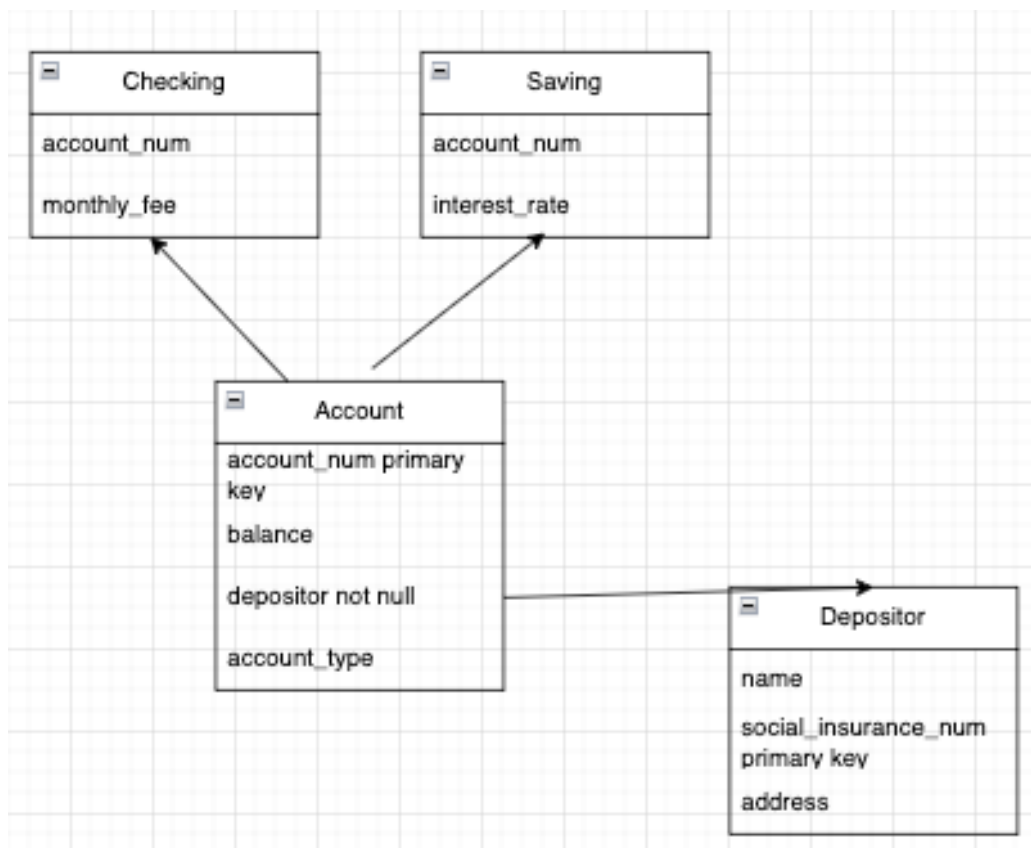 Checking
account_num
monthly_fee
Saving
account_num
interest_rate
Account
account_num primary
key
balance
depositor not null
account_type
Depositor
name
social_insurance_num
primary key
address